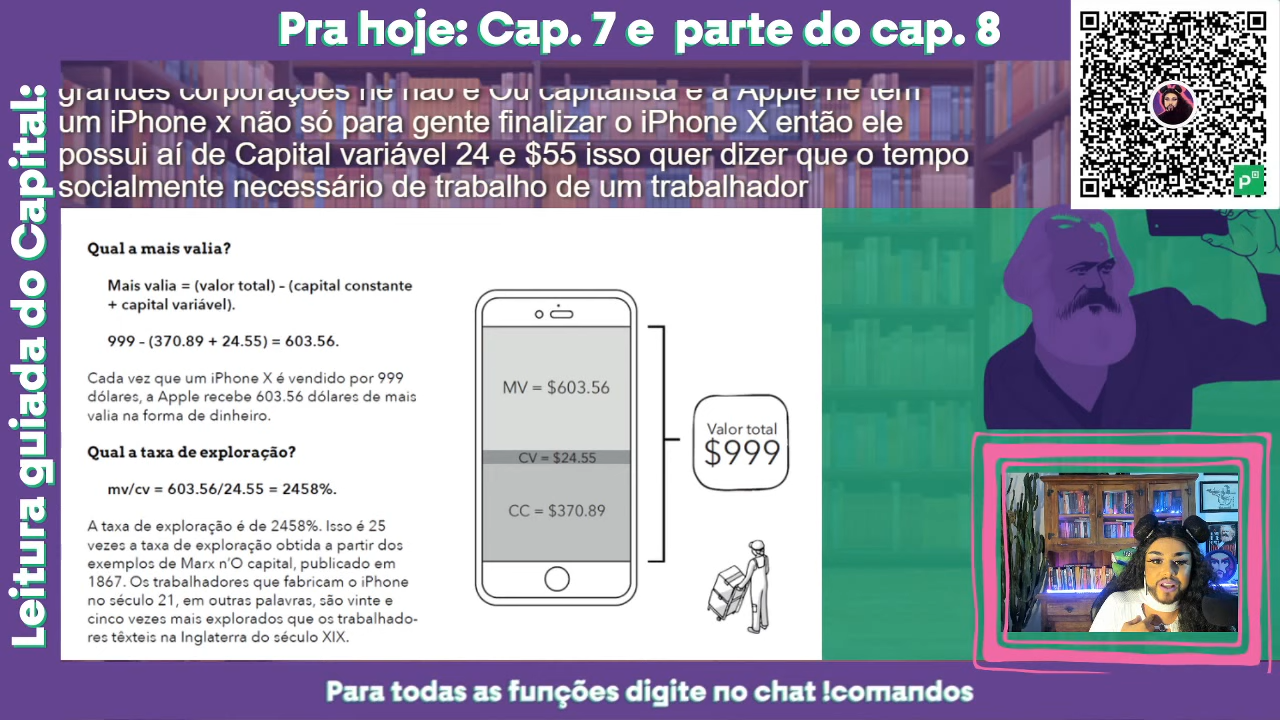 Pra hoje: Cap. 7 e parte do cap. 8
Leitura guiada do Capital:
grandes corporações né não é Ou capitalista é a Apple né tem
um iPhone x não só para gente finalizar o iPhone X então ele
possui aí de Capital variável 24 e $55 isso quer dizer que o tempo
socialmente necessário de trabalho de um trabalhador
Qual a mais valia?
Mais valia = (valor total) – (capital constante
+ capital variável).
999 – (370.89 + 24.55) = 603.56.
Cada vez que um iPhone X é vendido por 999
dólares, a Apple recebe 603.56 dólares de mais
valia na forma de dinheiro.
Qual a taxa de exploração?
mv/cv = 603.56/24.55 = 2458%.
A taxa de exploração é de 2458%. Isso é 25
vezes a taxa de exploração obtida a partir dos
exemplos de Marx n’O capital, publicado em
1867. Os trabalhadores que fabricam o iPhone
no século 21, em outras palavras, são vinte e
cinco vezes mais explorados que os trabalhado-
res têxteis na Inglaterra do século XIX.
MV = $603.56
CV = $24.55
CC = $370.89
Valor total
$999
Para todas as funções digite no chat !comandos